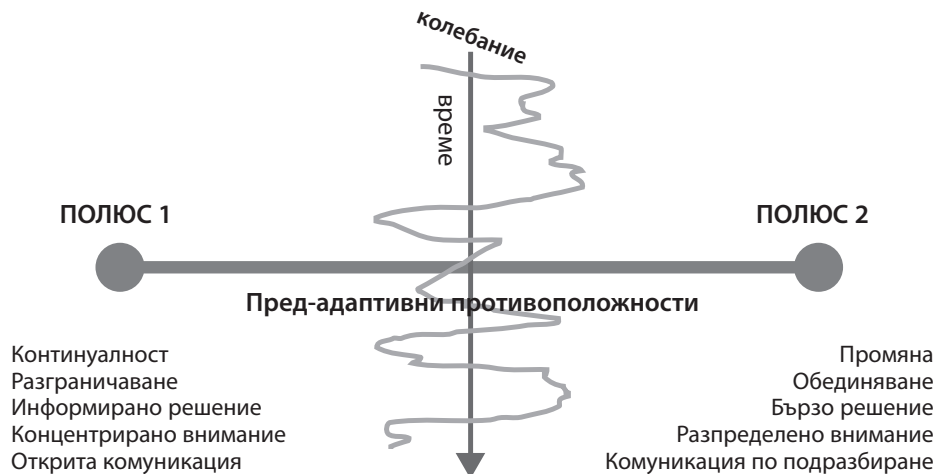 колебание
време
ПОЛЮС 1
ПОЛЮС 2
Пред-адаптивни противоположности
Континуалност
Разграничаване
Информирано решение
Концентрирано внимание
Открита комуникация
Промяна
Обединяване
Бързо решение
Разпределено внимание
Комуникация по подразбиране